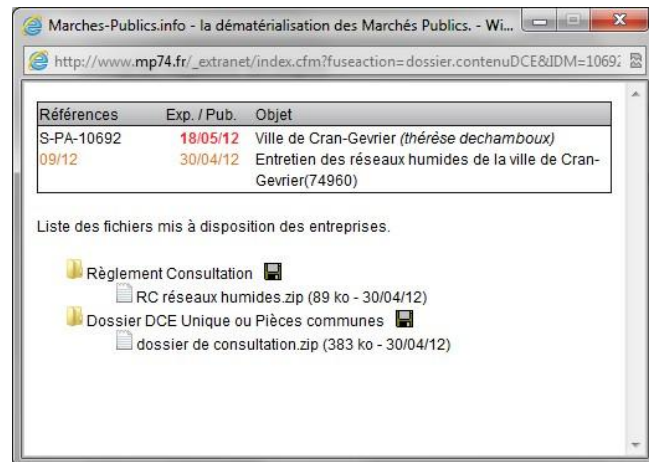 Marches-Publics.info - la dématérialisation des Marchés Publics. - Wi...
http://www.mp74.fr/_extranet/index.cfm?fuseaction=dossier.contenuDCE&IDM=10692
Références Exp. / Pub. Objet
S-PA-10692 18/05/12 Ville de Cran-Gevrier (thérèse dechamboux)
09/12 30/04/12 Entretien des réseaux humides de la ville de Cran-
Gevrier(74960)
Liste des fichiers mis à disposition des entreprises.
Règlement Consultation
RC réseaux humides.zip (89 ko - 30/04/12)
Dossier DCE Unique ou Pièces communes
dossier de consultation.zip (383 ko - 30/04/12)